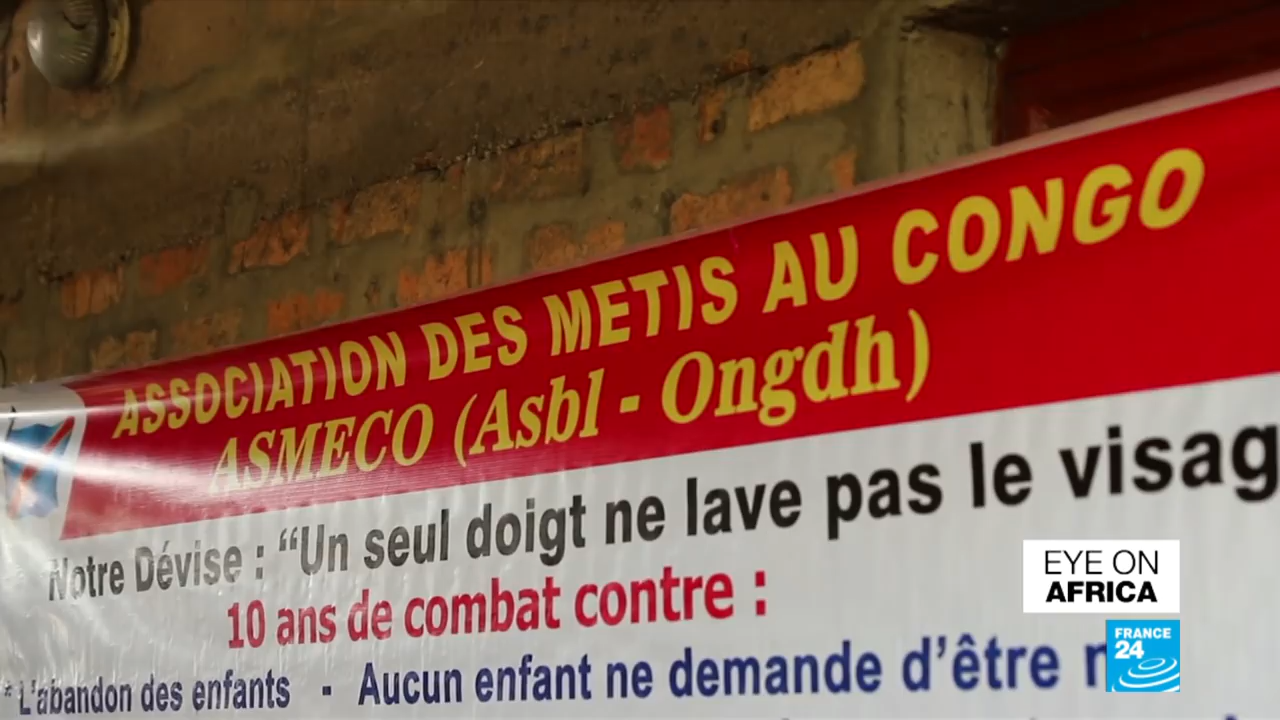 ASSOCIATION DES METIS AU CONGO
ASMECO (Asbl - Ongdh)
Notre Dévise : “Un seul doigt ne lave pas le visag
10 ans de combat contre :
* L'abandon des enfants - Aucun enfant ne demande d'être
EYE ON
AFRICA
FRANCE
24